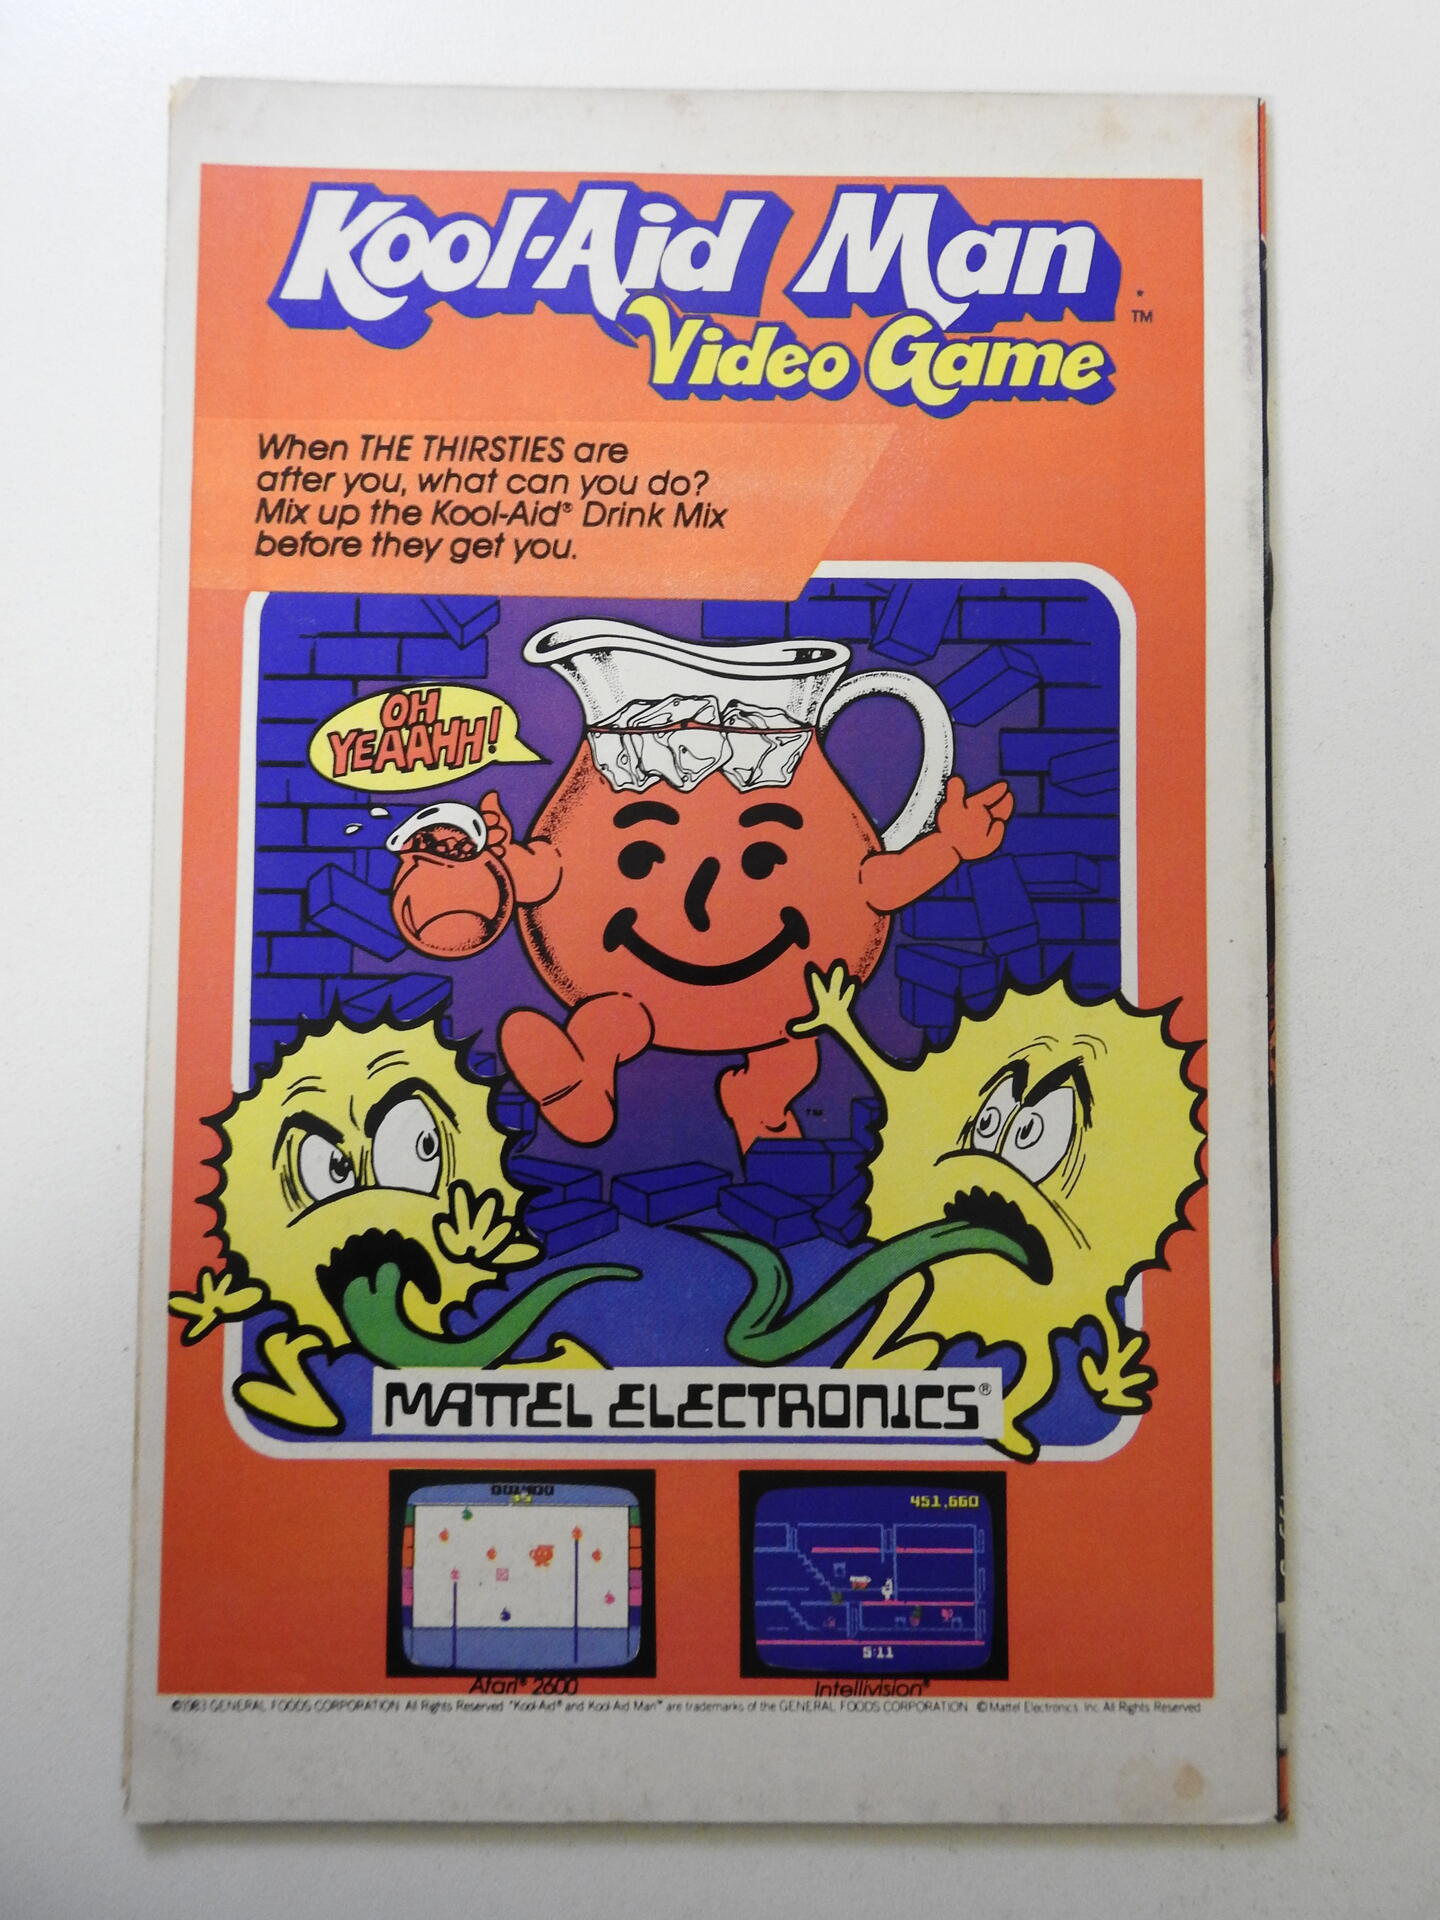 Kool-Aid Man
TM
Video Game
When THE THIRSTIES are
after you, what can you do?
Mix up the Kool-Aid® Drink Mix
before they get you.
OH
YEAAHH!
TM
MATTEL ELECTRONICS®
451,660
5:11
Atari® 2600
Intellivision®
©1983 GENERAL FOODS CORPORATION All Rights Reserved "Kool-Aid® and Kool-Aid Man™ are trademarks of the GENERAL FOODS CORPORATION ©Mattel Electronics Inc. All Rights Reserved